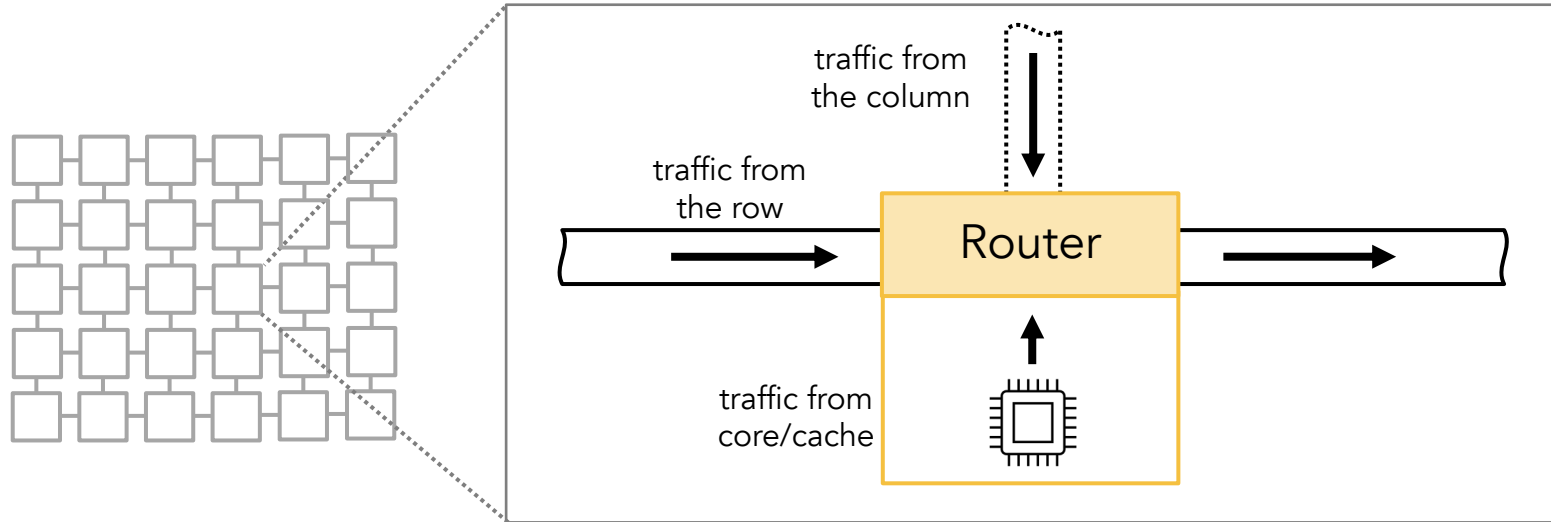 traffic from
the column
traffic from
the row
Router
traffic from
core/cache